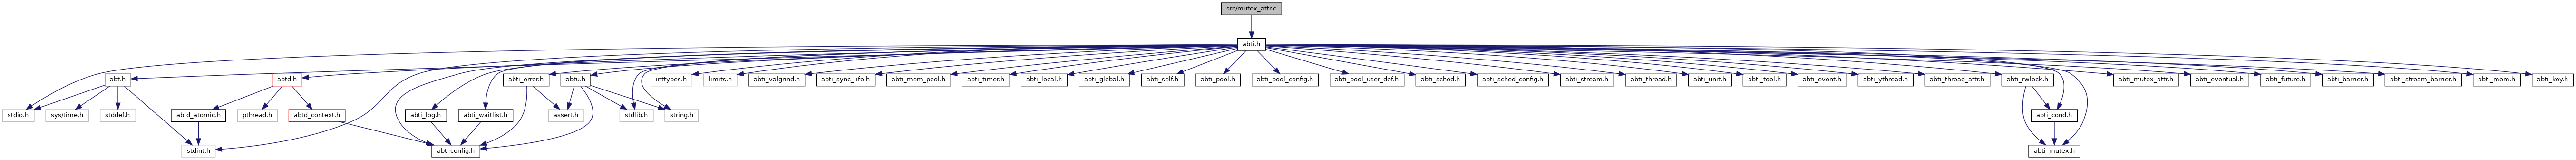 src/mutex_attr.c
abti.h
abt.h
abtd.h
abti_error.h
abtu.h
inttypes.h
limits.h
abti_valgrind.h
abti_sync_lifo.h
abti_mem_pool.h
abti_timer.h
abti_local.h
abti_global.h
abti_self.h
abti_pool.h
abti_pool_config.h
abti_pool_user_def.h
abti_sched.h
abti_sched_config.h
abti_stream.h
abti_thread.h
abti_unit.h
abti_tool.h
abti_event.h
abti_ythread.h
abti_thread_attr.h
abti_rwlock.h
abti_mutex_attr.h
abti_eventual.h
abti_future.h
abti_barrier.h
abti_stream_barrier.h
abti_mem.h
abti_key.h
stdio.h
sys/time.h
stddef.h
abtd_atomic.h
pthread.h
abtd_context.h
abti_log.h
abti_waitlist.h
assert.h
stdlib.h
string.h
abti_cond.h
stdint.h
abt_config.h
abti_mutex.h